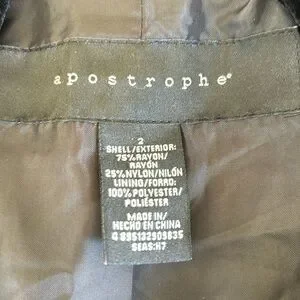 apostrophe®
2
SHELL/EXTERIOR:
75%RAYON/
RAYÓN
25%NYLON/NILÓN
LINING/FORRO:
100%POLYESTER/
POLIÉSTER
MADE IN/
HECHO EN CHINA
4895132909835
SEAS:H7